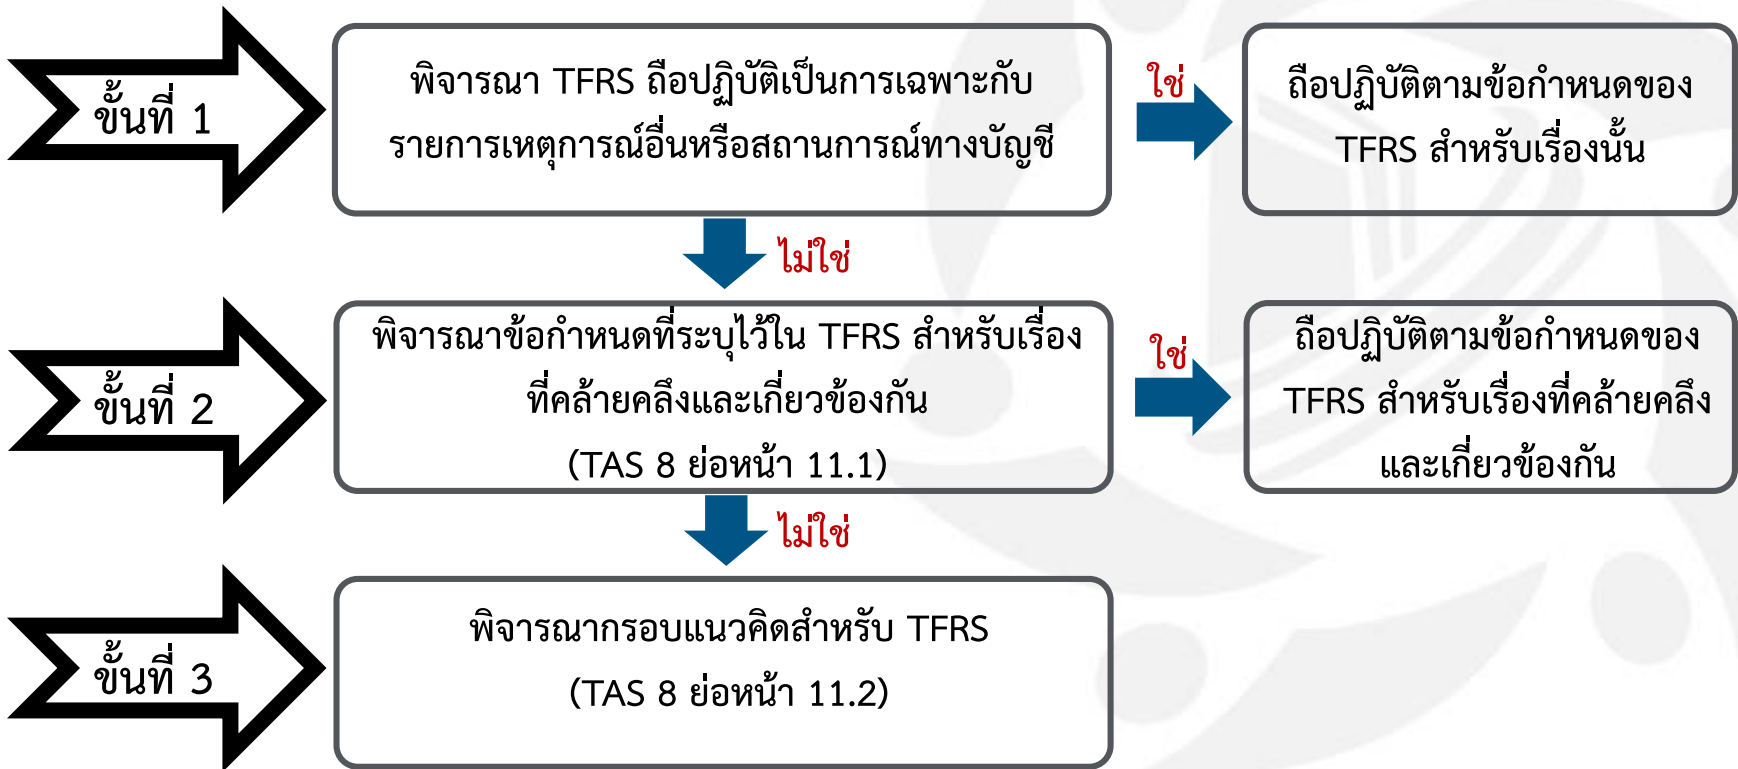 ขั้นที่ 1
พิจารณา TFRS ถือปฏิบัติเป็นการเฉพาะกับ
รายการเหตุการณ์อื่นหรือสถานการณ์ทางบัญชี
ใช่
ถือปฏิบัติตามข้อกำหนดของ
TFRS สำหรับเรื่องนั้น
ไม่ใช่
ขั้นที่ 2
พิจารณาข้อกำหนดที่ระบุไว้ใน TFRS สำหรับเรื่อง
ที่คล้ายคลึงและเกี่ยวข้องกัน
(TAS 8 ย่อหน้า 11.1)
ใช่
ถือปฏิบัติตามข้อกำหนดของ
TFRS สำหรับเรื่องที่คล้ายคลึง
และเกี่ยวข้องกัน
ไม่ใช่
ขั้นที่ 3
พิจารณากรอบแนวคิดสำหรับ TFRS
(TAS 8 ย่อหน้า 11.2)